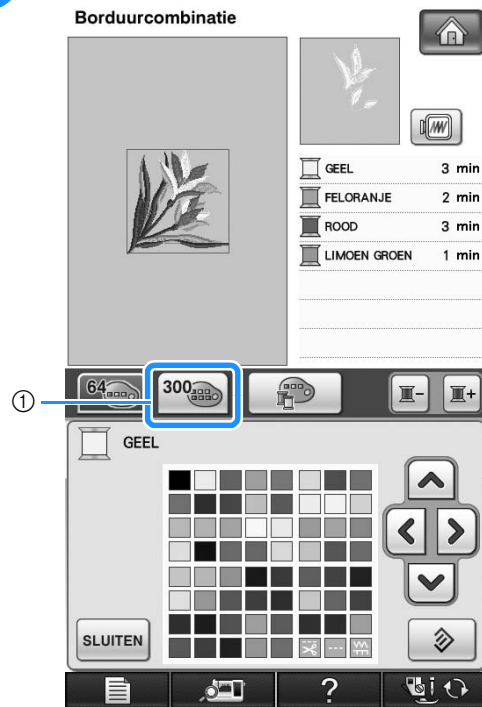 Borduurcombinatie
GEEL 3 min
FELORANJE 2 min
ROOD 3 min
LIMOEN GROEN 1 min
① 64 300
GEEL
SLUITEN
?